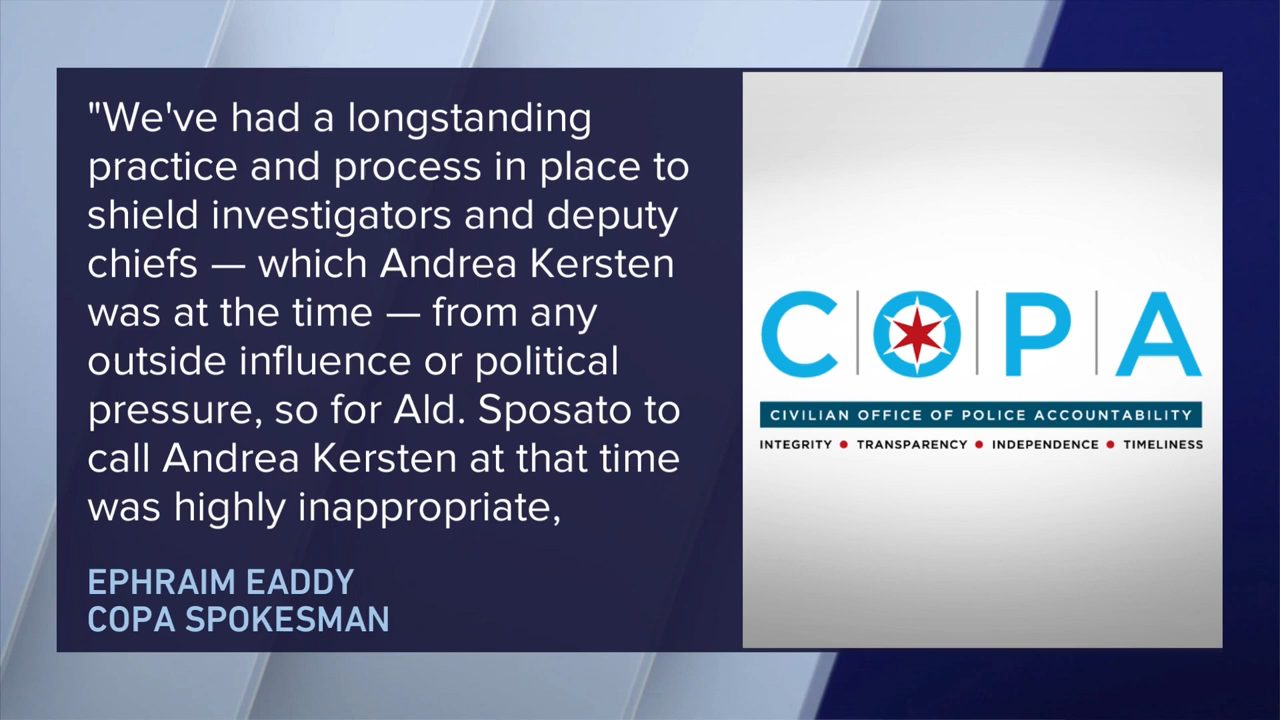 "We've had a longstanding
practice and process in place to
shield investigators and deputy
chiefs — which Andrea Kersten
was at the time — from any
outside influence or political
pressure, so for Ald. Sposato to
call Andrea Kersten at that time
was highly inappropriate,
EPHRAIM EADDY
COPA SPOKESMAN
COPA
CIVILIAN OFFICE OF POLICE ACCOUNTABILITY
INTEGRITY ● TRANSPARENCY ● INDEPENDENCE ● TIMELINESS